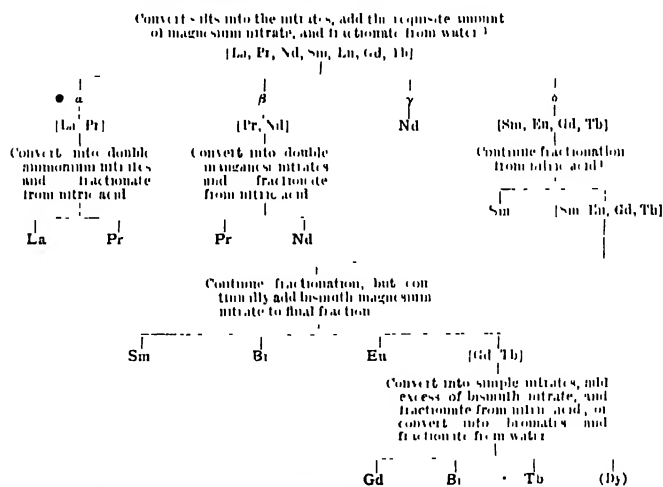 Convert salts into the nitrates, add the requisite amount
of magnesium nitrate, and fractionate from water¹
[La, Pr, Nd, Sm, Eu, Gd, Tb]
α β γ δ
[La Pr] [Pr, Nd] Nd [Sm, Eu, Gd, Tb]
Convert into double
ammonium nitrates
and fractionate
from nitric acid
Convert into double
manganese nitrates
and fractionate
from nitric acid
Continue fractionation
from nitric acid¹
La Pr Pr Nd Sm [Sm Eu, Gd, Tb]
Continue fractionation, but con
tinually add bismuth magnesium
nitrate to final fraction
Sm Bi Eu [Gd Tb]
Convert into simple nitrates, add
excess of bismuth nitrate, and
fractionate from nitric acid, or
convert into bromates and
fractionate from water
Gd Bi Tb (Dy)